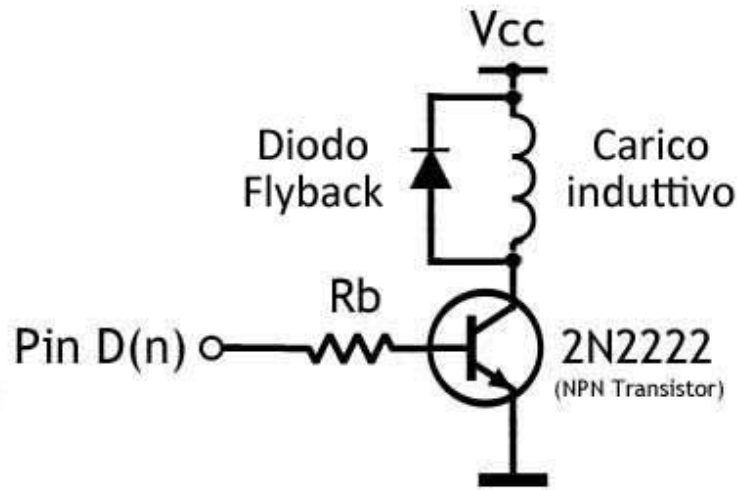 Vcc
Diodo
Flyback
Carico
induttivo
Rb
Pin D(n)
2N2222
(NPN Transistor)